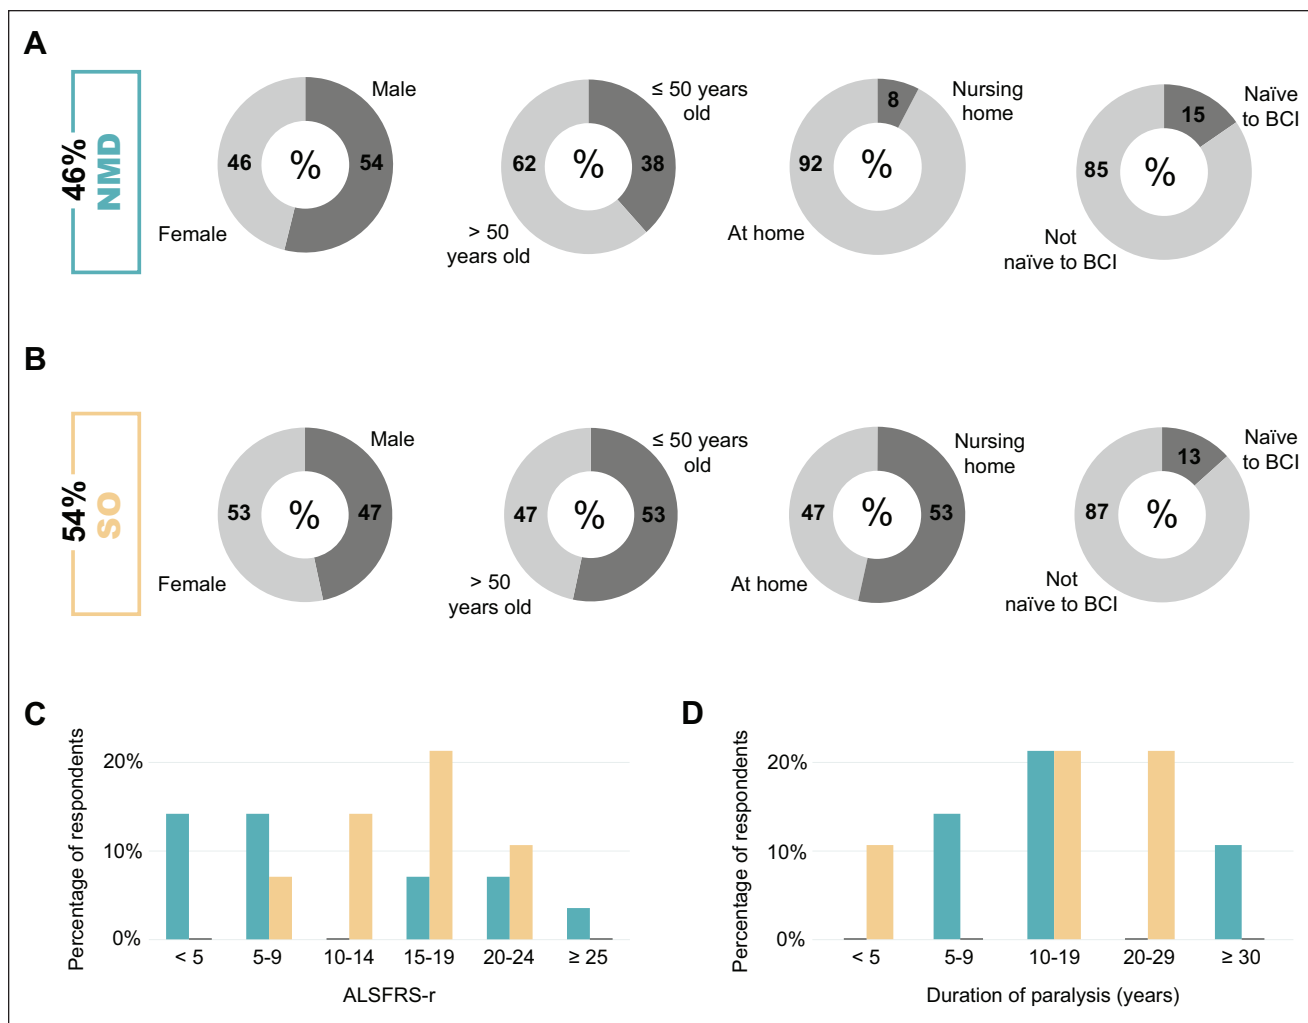 A
46%
NMD
Male
54
46
%
Female
≤ 50 years
old
62
%
38
> 50
years old
Nursing
home
8
92
%
At home
Naïve
to BCI
15
85
%
Not
naïve to BCI
B
54%
SO
Male
53
%
47
Female
≤ 50 years
old
47
%
53
> 50
years old
Nursing
home
47
%
53
At home
Naïve
to BCI
13
87
%
Not
naïve to BCI
C
Percentage of respondents
20%
10%
0%
< 5 5-9 10-14 15-19 20-24 ≥ 25
ALSFRS-r
D
Percentage of respondents
20%
10%
0%
< 5 5-9 10-19 20-29 ≥ 30
Duration of paralysis (years)